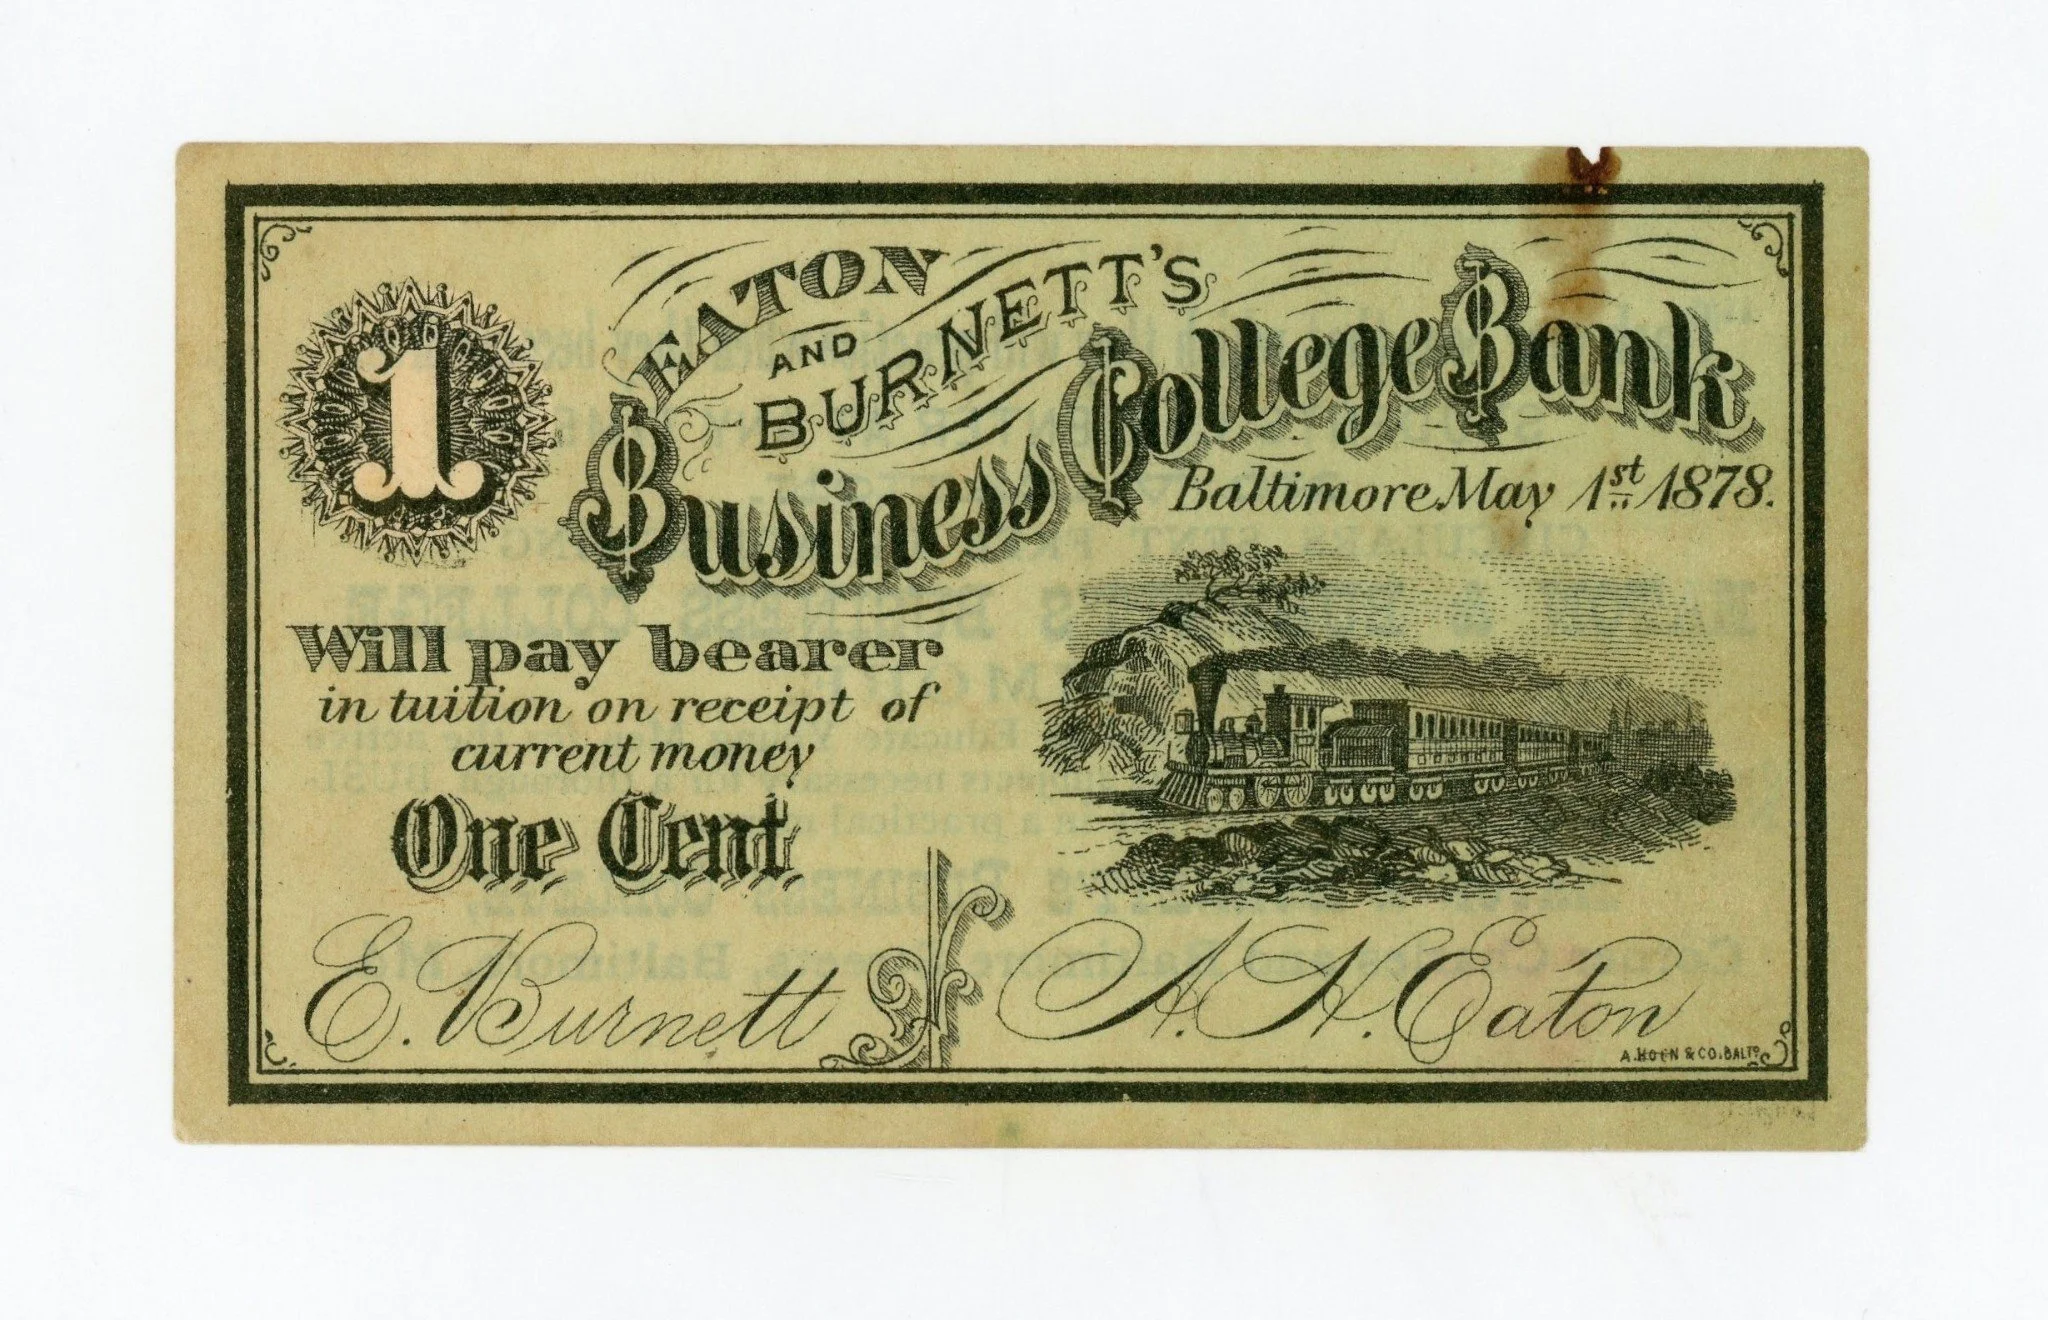 1
EATON
AND
BURNETT'S
Business College Bank
Baltimore May 1st 1878.
Will pay bearer
in tuition on receipt of
current money
One Cent
E. Burnett
A. H. Eaton
A. HOEN & CO. BALTO.